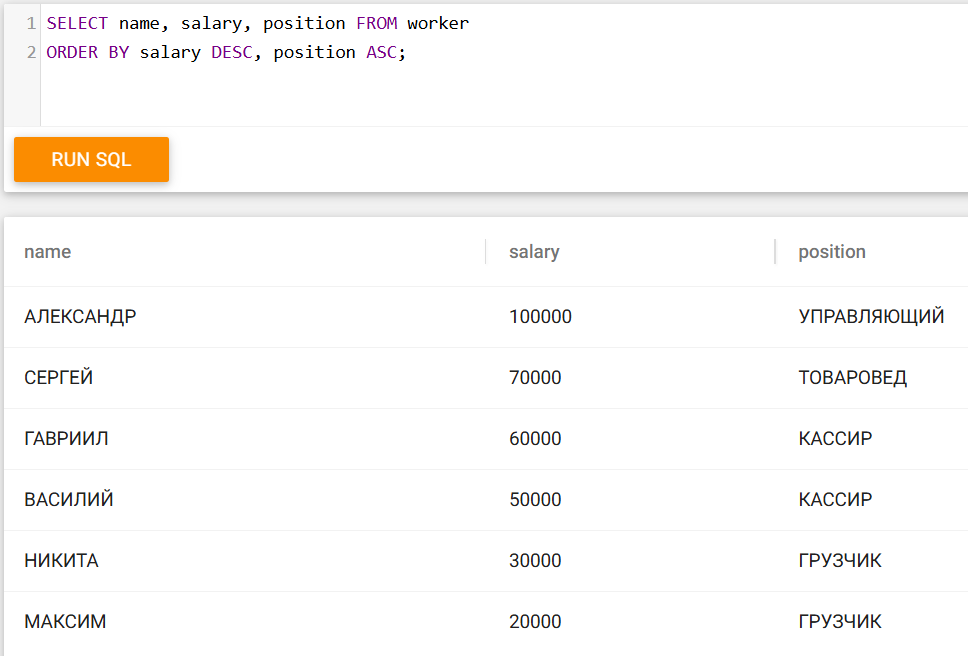 1 SELECT name, salary, position FROM worker
2 ORDER BY salary DESC, position ASC;
RUN SQL
name salary position
АЛЕКСАНДР 100000 УПРАВЛЯЮЩИЙ
СЕРГЕЙ 70000 ТОВАРОВЕД
ГАВРИИЛ 60000 КАССИР
ВАСИЛИЙ 50000 КАССИР
НИКИТА 30000 ГРУЗЧИК
МАКСИМ 20000 ГРУЗЧИК